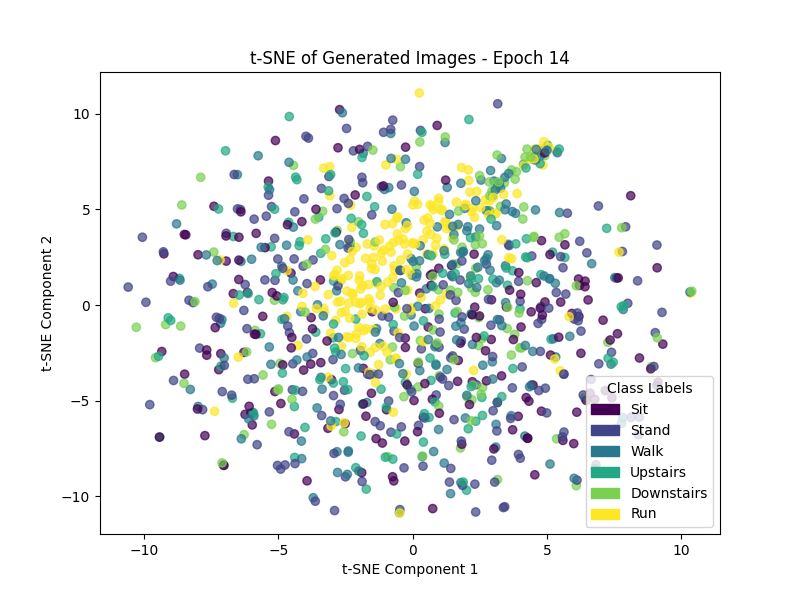 t-SNE of Generated Images - Epoch 14
10
5
0
−5
−10
t-SNE Component 2
Class Labels
Sit
Stand
Walk
Upstairs
Downstairs
Run
−10
−5
0
5
10
t-SNE Component 1